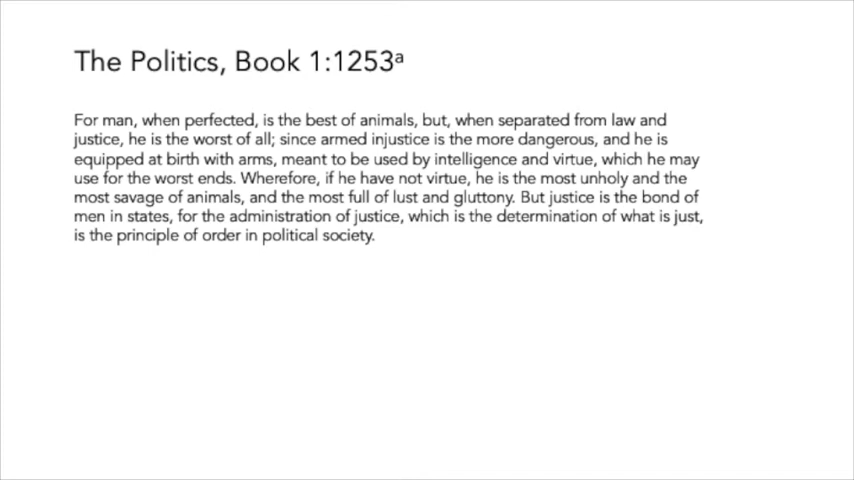 The Politics, Book 1:1253ª
For man, when perfected, is the best of animals, but, when separated from law and
justice, he is the worst of all; since armed injustice is the more dangerous, and he is
equipped at birth with arms, meant to be used by intelligence and virtue, which he may
use for the worst ends. Wherefore, if he have not virtue, he is the most unholy and the
most savage of animals, and the most full of lust and gluttony. But justice is the bond of
men in states, for the administration of justice, which is the determination of what is just,
is the principle of order in political society.